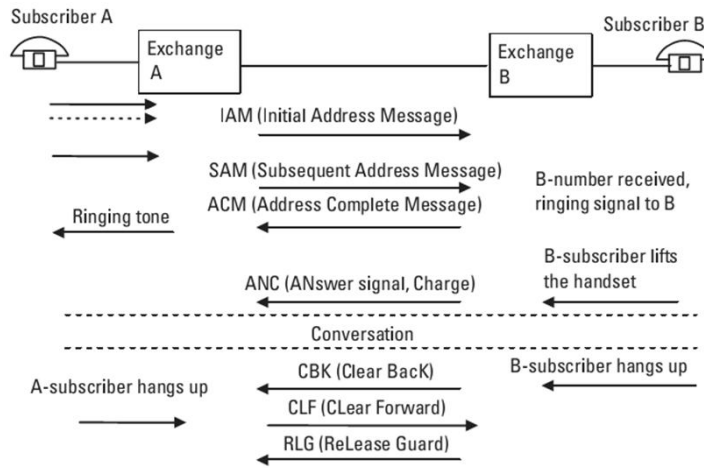 Subscriber A
Subscriber B
Exchange
A
Exchange
B
IAM (Initial Address Message)
SAM (Subsequent Address Message)
B-number received,
ringing signal to B
ACM (Address Complete Message)
Ringing tone
B-subscriber lifts
the handset
ANC (ANswer signal, Charge)
Conversation
CBK (Clear BacK)
B-subscriber hangs up
A-subscriber hangs up
CLF (CLear Forward)
RLG (ReLease Guard)